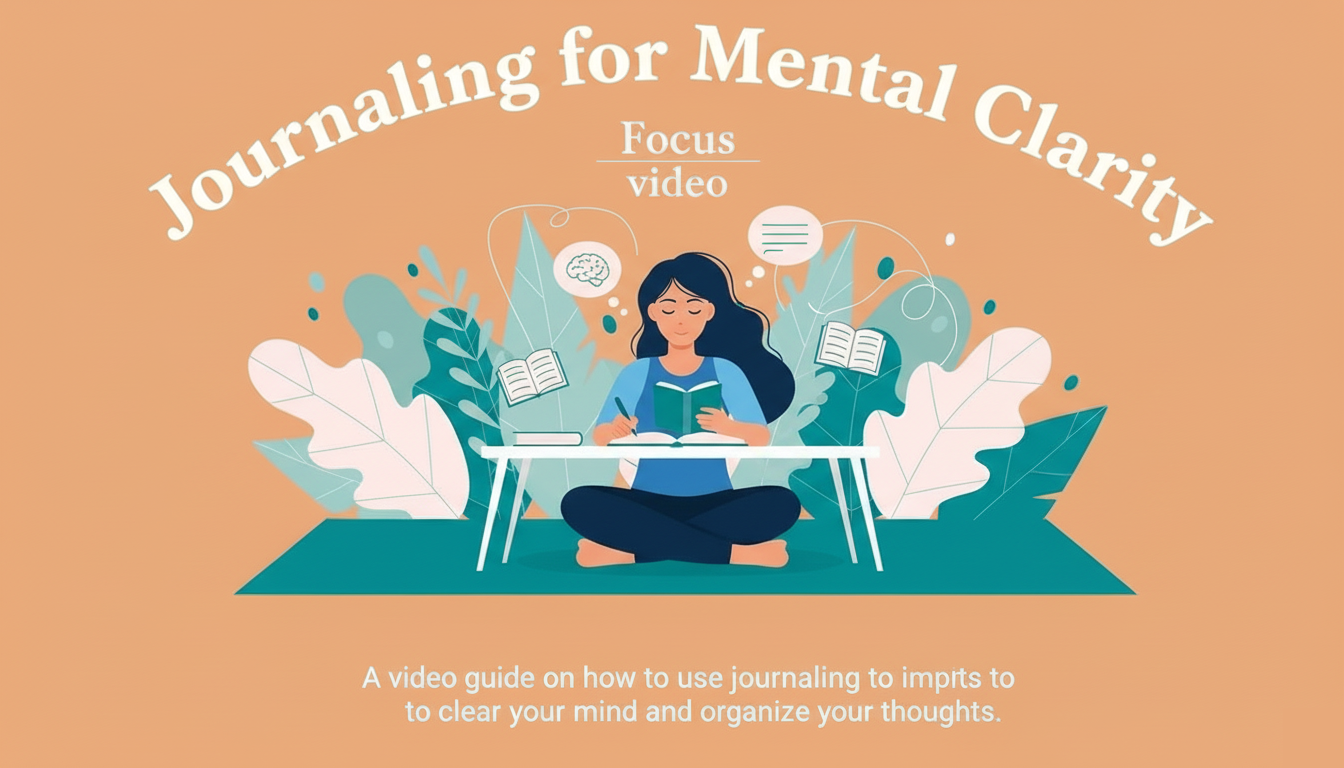 Journaling for Mental Clarity
Focus
video
A video guide on how to use journaling to imprts to
to clear your mind and organize your thoughts.